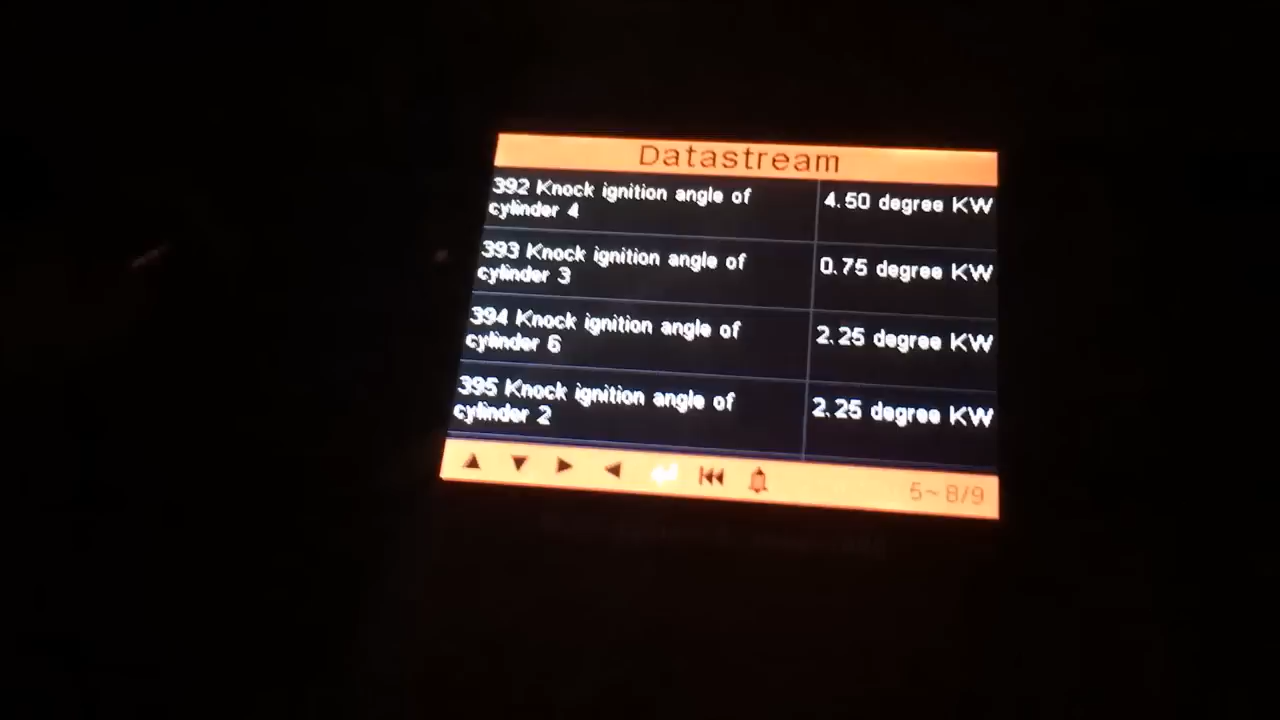 Datastream
392 Knock ignition angle of
cylinder 4
4.50 degree KW
393 Knock ignition angle of
cylinder 3
0.75 degree KW
394 Knock ignition angle of
cylinder 6
2.25 degree KW
395 Knock ignition angle of
cylinder 2
2.25 degree KW
5~8/9